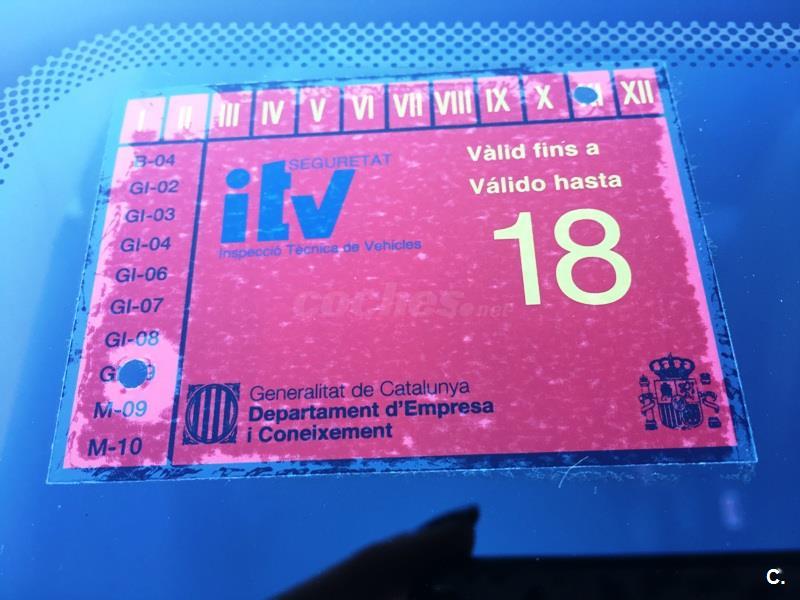 I II III IV V VI VII VIII IX X XII
B-04
GI-02
GI-03
GI-04
GI-06
GI-07
GI-08
M-09
M-10
SEGURETAT
itv
Inspecció Tècnica de Vehicles
Vàlid fins a
Válido hasta
18
coches.net
Generalitat de Catalunya
Departament d'Empresa
i Coneixement
C.